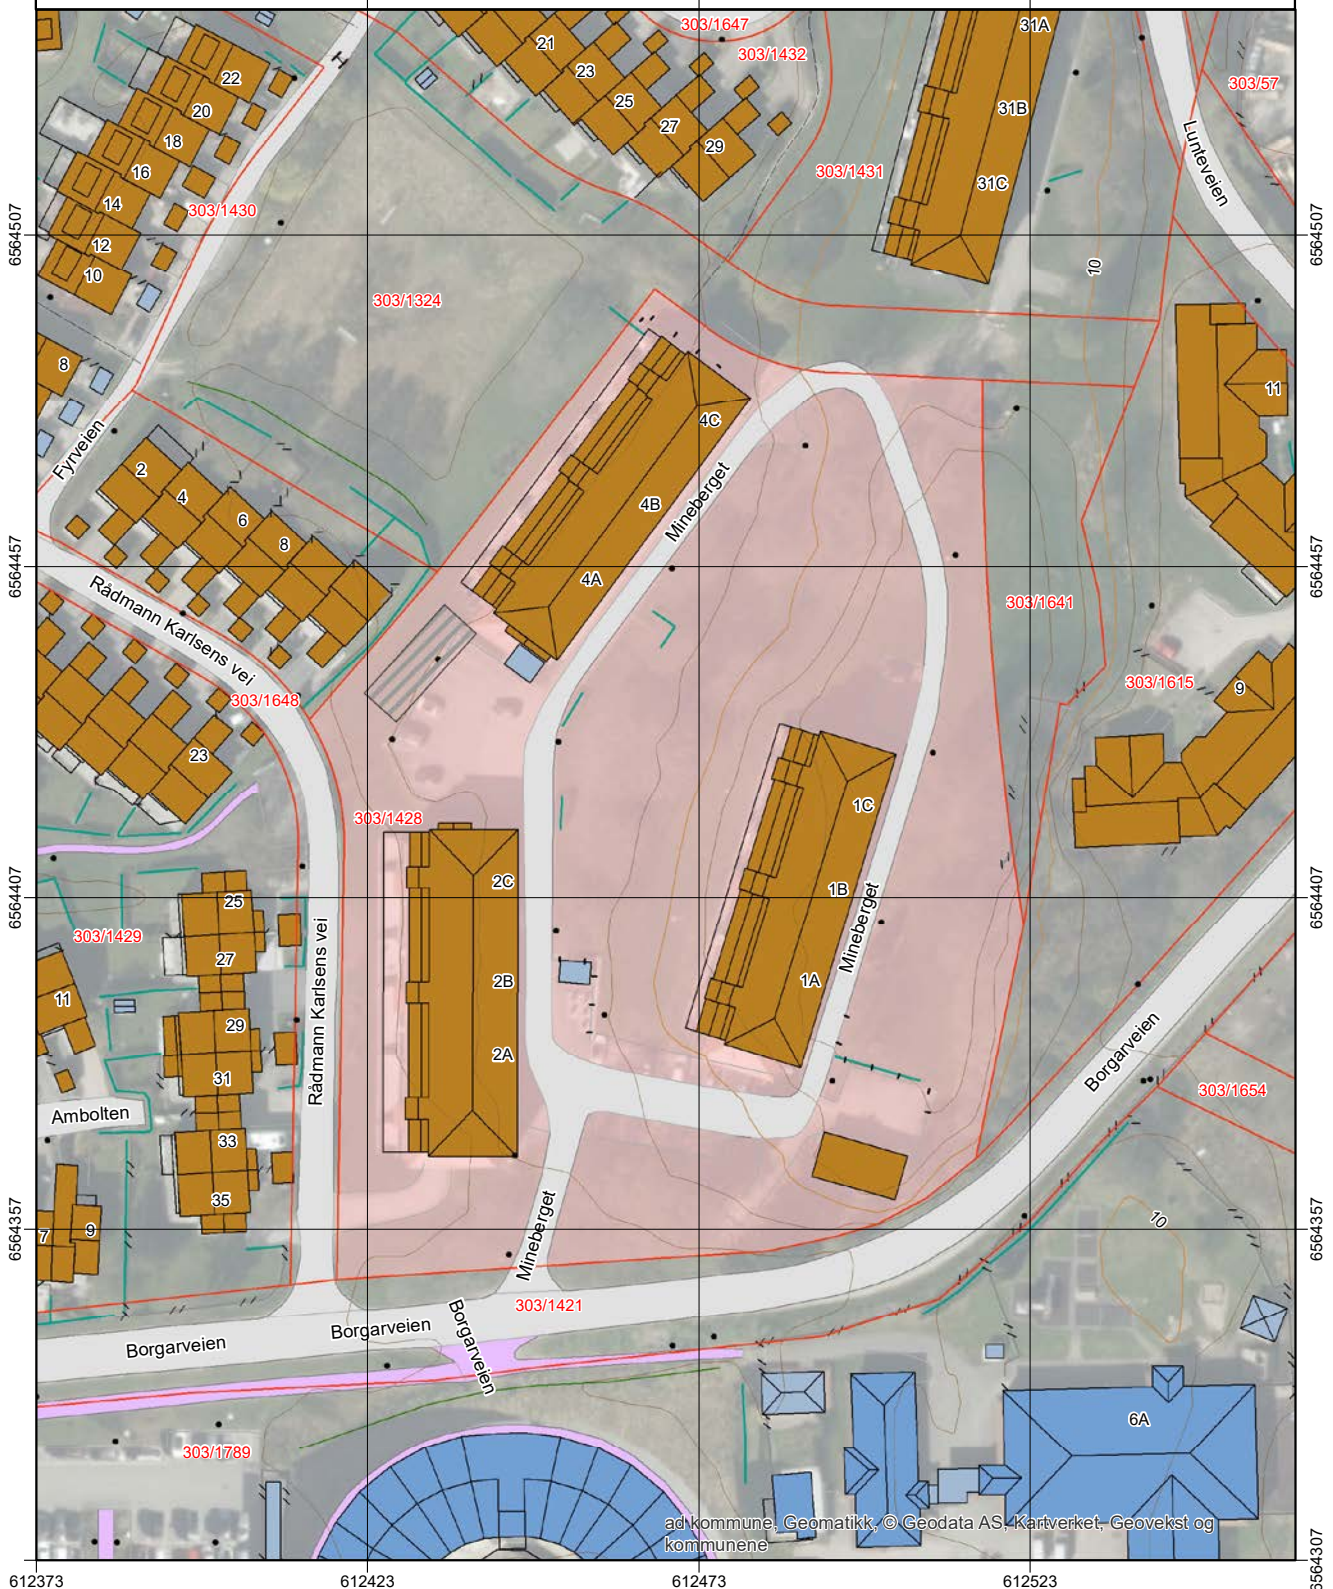 303/1647
31A
21
303/1432
22
23
303/57
20
25
31B
18
27
29
Lunteveien
16
303/1431
31C
14
303/1430
6564507
6564507
12
10
10
303/1324
8
11
4C
Fyrveien
2
4
4B
Mineberget
6
8
6564457
6564457
4A
Rådmann Karlsens vei
303/1641
303/1648
303/1615
9
23
1C
303/1428
2C
1B
6564407
6564407
25
303/1429
Mineberget
27
2B
1A
11
29
Rådmann Karlsens vei
2A
Borgarveien
31
303/1654
Ambolten
33
35
10
7
9
6564357
6564357
Mineberget
303/1421
Borgarveien
Borgarveien
Borgarveien
6A
303/1789
ad kommune, Geomatikk, © Geodata AS, Kartverket, Geovekst og
kommunene
6564307
612373
612423
612473
612523